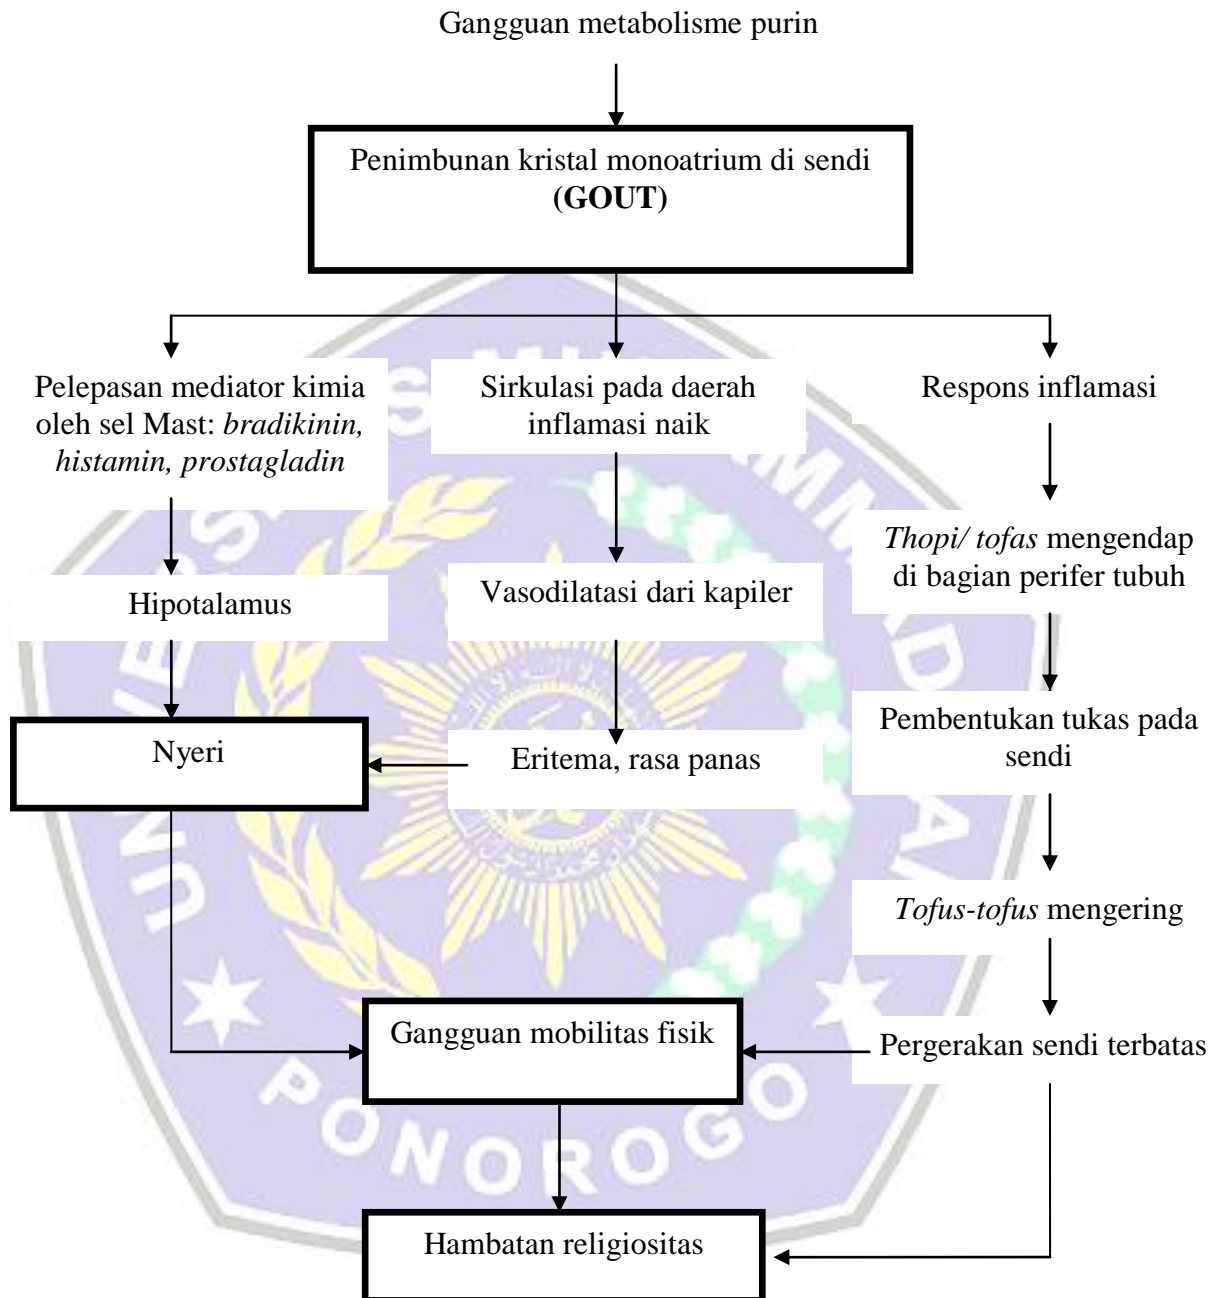 Gangguan metabolisme purin
Penimbunan kristal monoatrium di sendi
(GOUT)
Pelepasan mediator kimia
oleh sel Mast: bradikinin,
histamin, prostagladin
Sirkulasi pada daerah
inflamasi naik
Respons inflamasi
Hipotalamus
Vasodilatasi dari kapiler
Thopi/ tofas mengendap
di bagian perifer tubuh
Nyeri
Eritema, rasa panas
Pembentukan tukas pada
sendi
Tofus-tofus mengering
Gangguan mobilitas fisik
Pergerakan sendi terbatas
Hambatan religiositas
PONOROGO